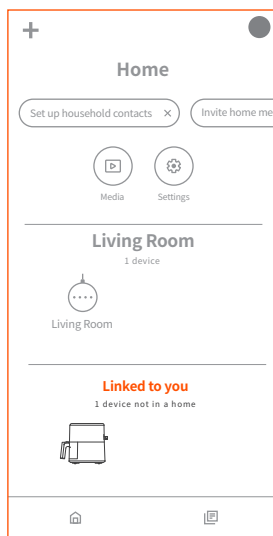 Home
Set up household contacts ×
Invite home me
Media
Settings
Living Room
1 device
Living Room
Linked to you
1 device not in a home